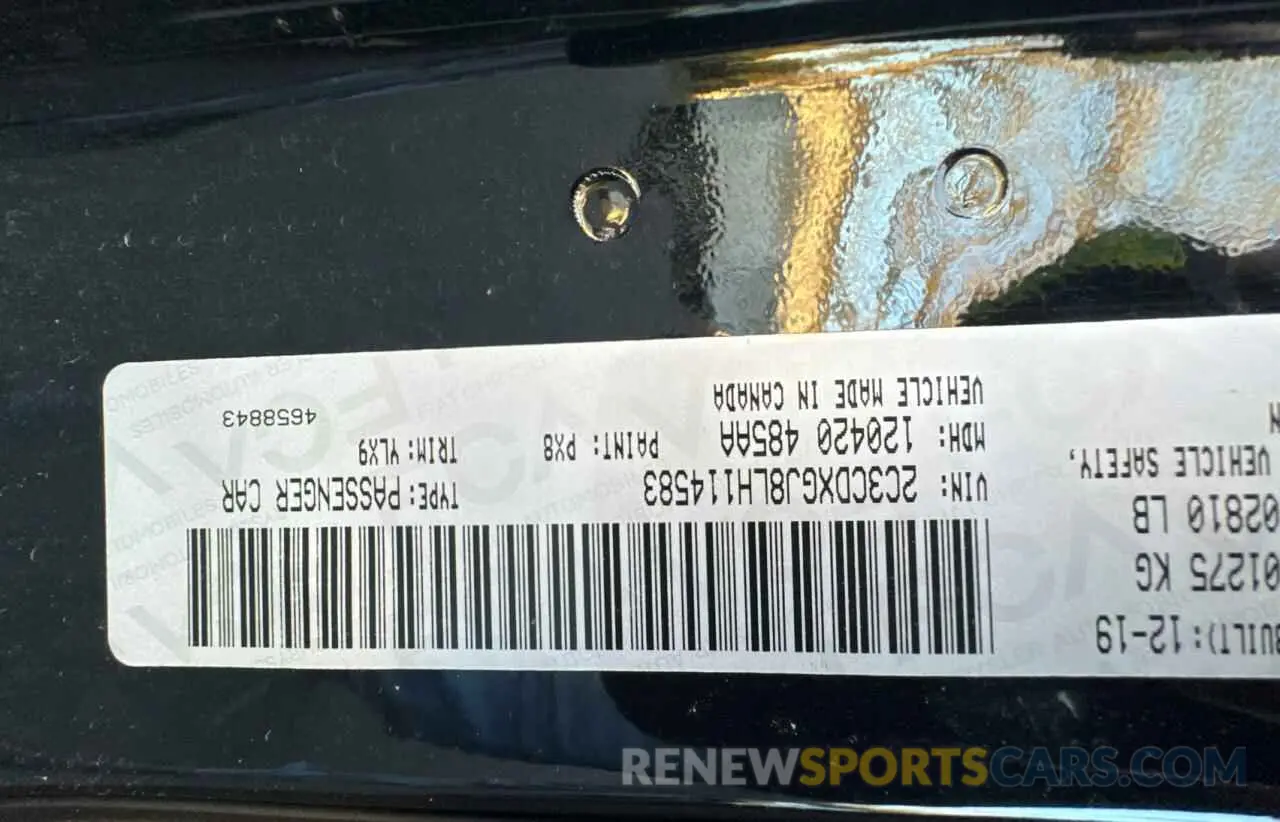 BUILT): 12-19
01275 KG
02810 LB
VEHICLE SAFETY,
N
VIN: 2C3CDXGJ8LH114583
TYPE: PASSENGER CAR
MDH: 120420 485AA
PAINT: PX8
TRIM: YLX9
VEHICLE MADE IN CANADA
4658843
RENEWSPORTSCARS.COM